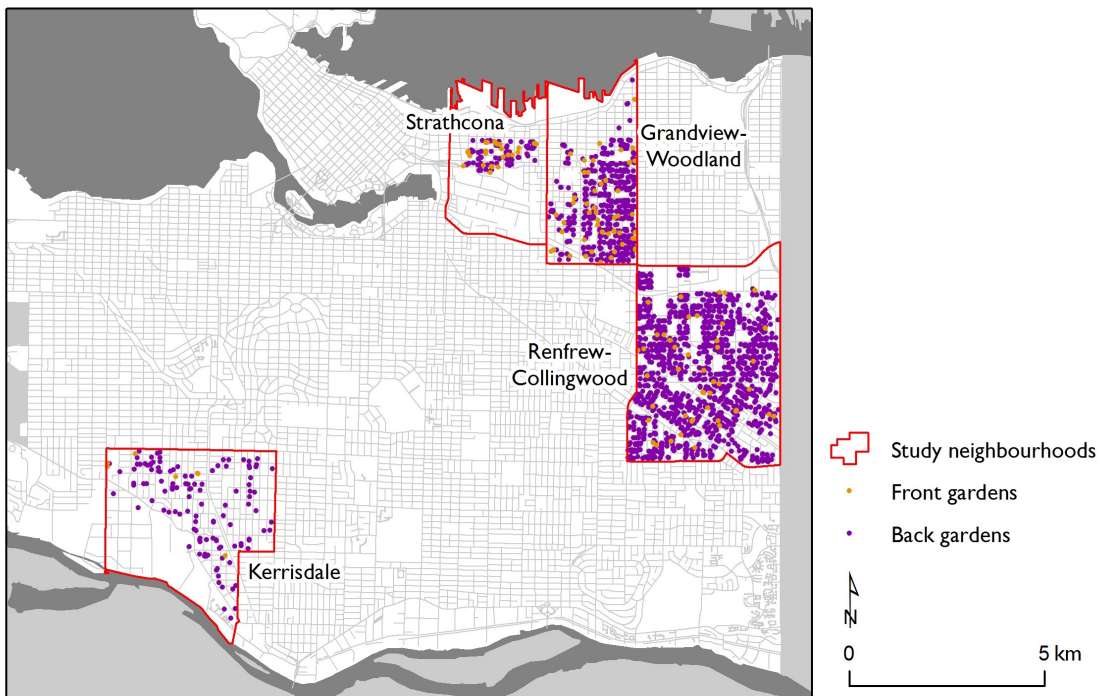 Strathcona
Grandview-
Woodland
Renfrew-
Collingwood
Kerrisdale
Study neighbourhoods
Front gardens
Back gardens
N
0
5 km